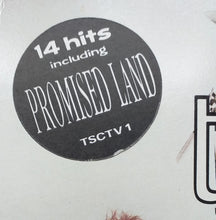 14 hits
including
PROMISED LAND
TSCTV 1